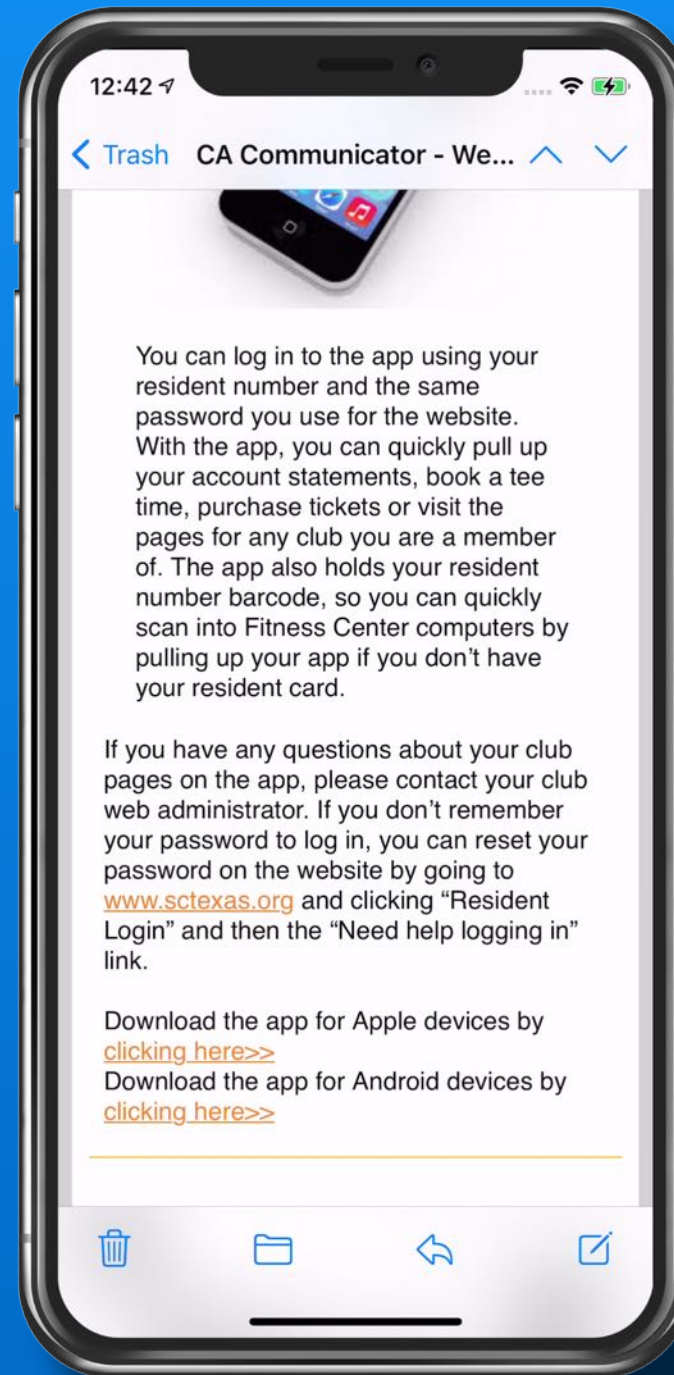 12:42
Trash CA Communicator - We...
You can log in to the app using your
resident number and the same
password you use for the website.
With the app, you can quickly pull up
your account statements, book a tee
time, purchase tickets or visit the
pages for any club you are a member
of. The app also holds your resident
number barcode, so you can quickly
scan into Fitness Center computers by
pulling up your app if you don’t have
your resident card.
If you have any questions about your club
pages on the app, please contact your club
web administrator. If you don’t remember
your password to log in, you can reset your
password on the website by going to
www.sctexas.org and clicking “Resident
Login” and then the “Need help logging in”
link.
Download the app for Apple devices by
clicking here>>
Download the app for Android devices by
clicking here>>